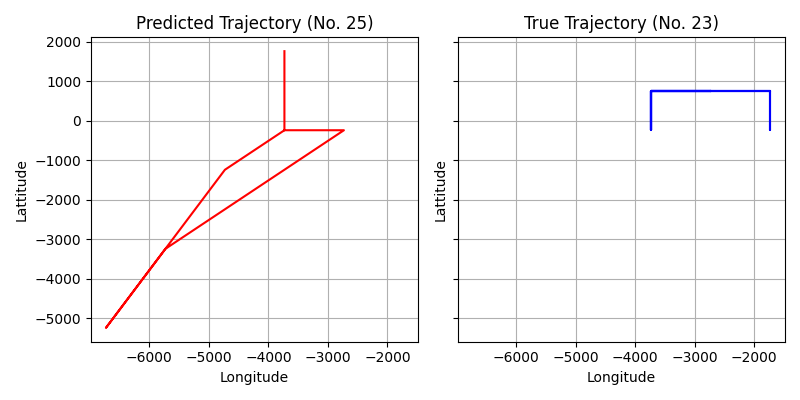 Predicted Trajectory (No. 25)
True Trajectory (No. 23)
2000
1000
0
−1000
−2000
−3000
−4000
−5000
Lattitude
Lattitude
−6000 −5000 −4000 −3000 −2000
−6000 −5000 −4000 −3000 −2000
Longitude
Longitude